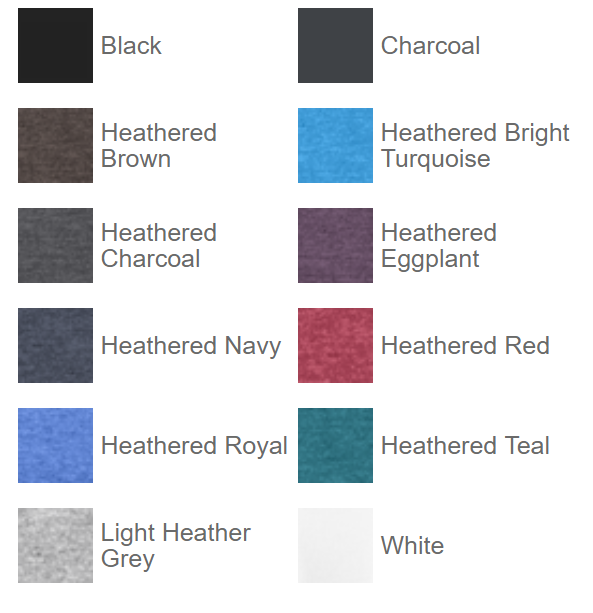 Black
Charcoal
Heathered
Brown
Heathered Bright
Turquoise
Heathered
Charcoal
Heathered
Eggplant
Heathered Navy
Heathered Red
Heathered Royal
Heathered Teal
Light Heather
Grey
White